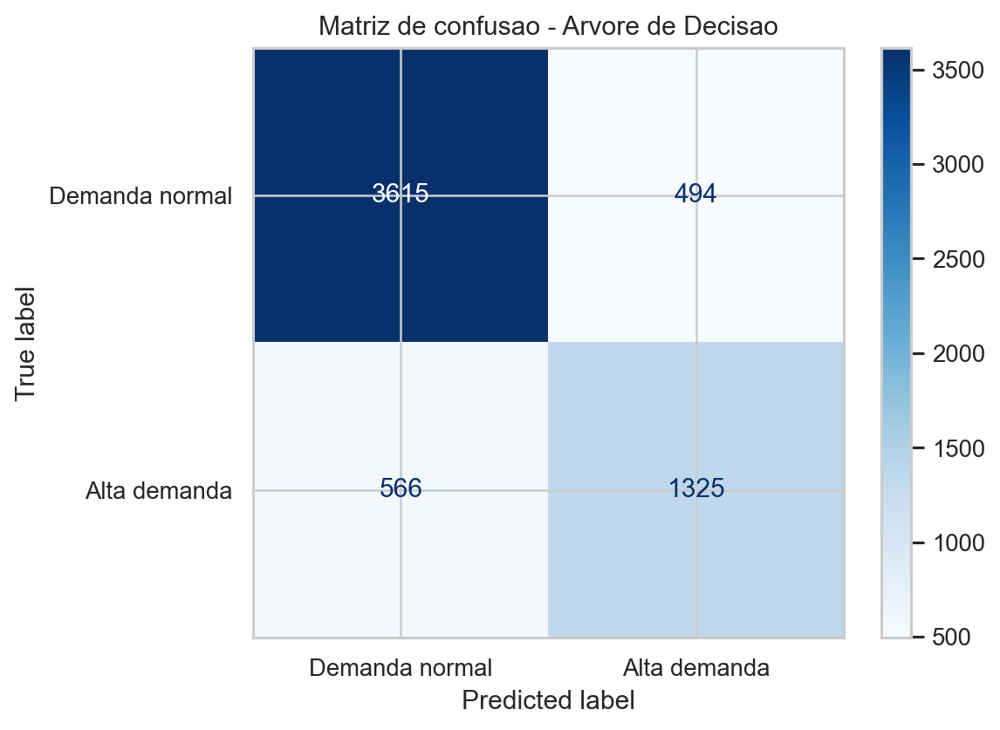 Matriz de confusao - Arvore de Decisao
3500
3000
2500
2000
1500
1000
500
True label
Demanda normal
3615
494
Alta demanda
566
1325
Demanda normal
Alta demanda
Predicted label